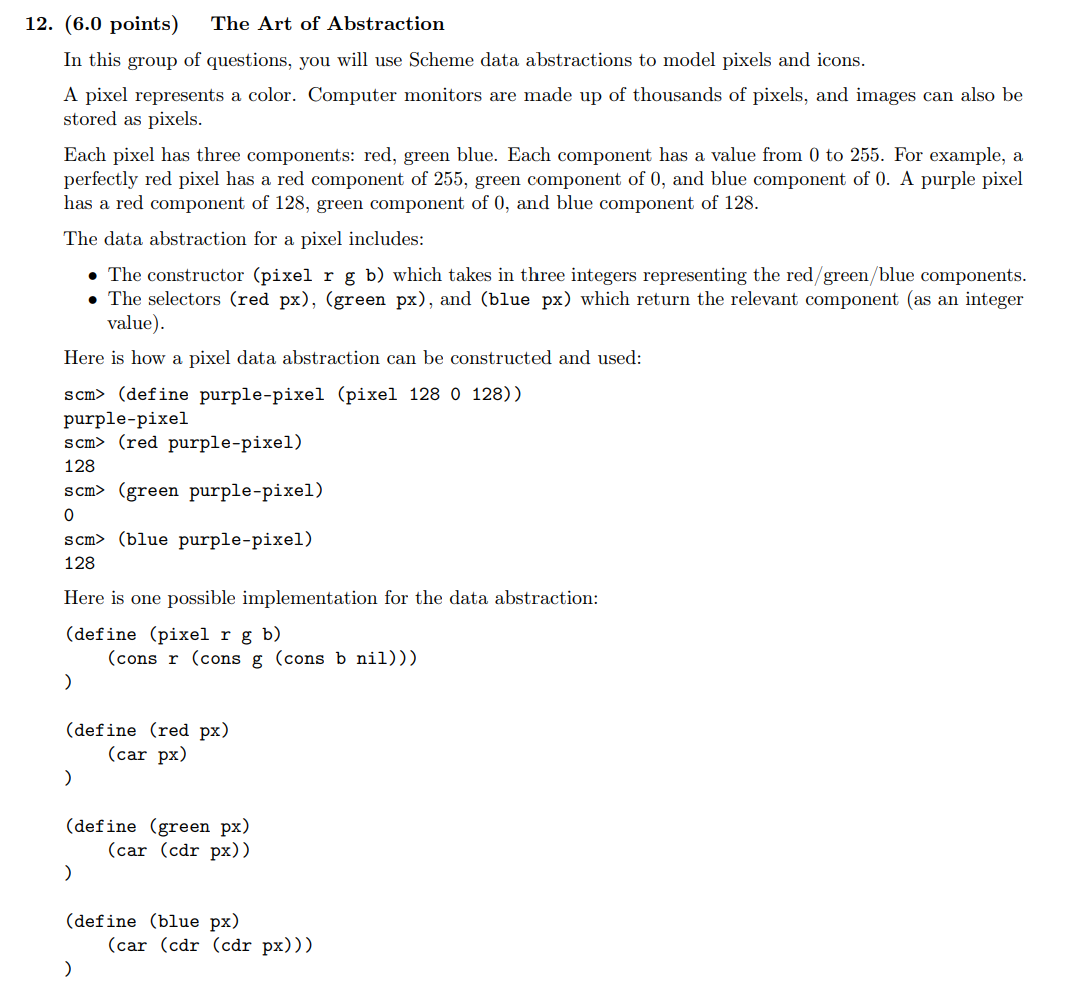 12. (6.0 points) The Art of Abstraction
In this group of questions, you will use Scheme data abstractions to model pixels and icons.
A pixel represents a color. Computer monitors are made up of thousands of pixels, and images can also be
stored as pixels.
Each pixel has three components: red, green blue. Each component has a value from 0 to 255. For example, a
perfectly red pixel has a red component of 255, green component of 0, and blue component of 0. A purple pixel
has a red component of 128, green component of 0, and blue component of 128.
The data abstraction for a pixel includes:
• The constructor (pixel r g b) which takes in three integers representing the red/green/blue components.
• The selectors (red px), (green px), and (blue px) which return the relevant component (as an integer
value).
Here is how a pixel data abstraction can be constructed and used:
scm> (define purple-pixel (pixel 128 0 128))
purple-pixel
scm> (red purple-pixel)
128
scm> (green purple-pixel)
0
scm> (blue purple-pixel)
128
Here is one possible implementation for the data abstraction:
(define (pixel r g b)
    (cons r (cons g (cons b nil)))
)
(define (red px)
    (car px)
)
(define (green px)
    (car (cdr px))
)
(define (blue px)
    (car (cdr (cdr px)))
)